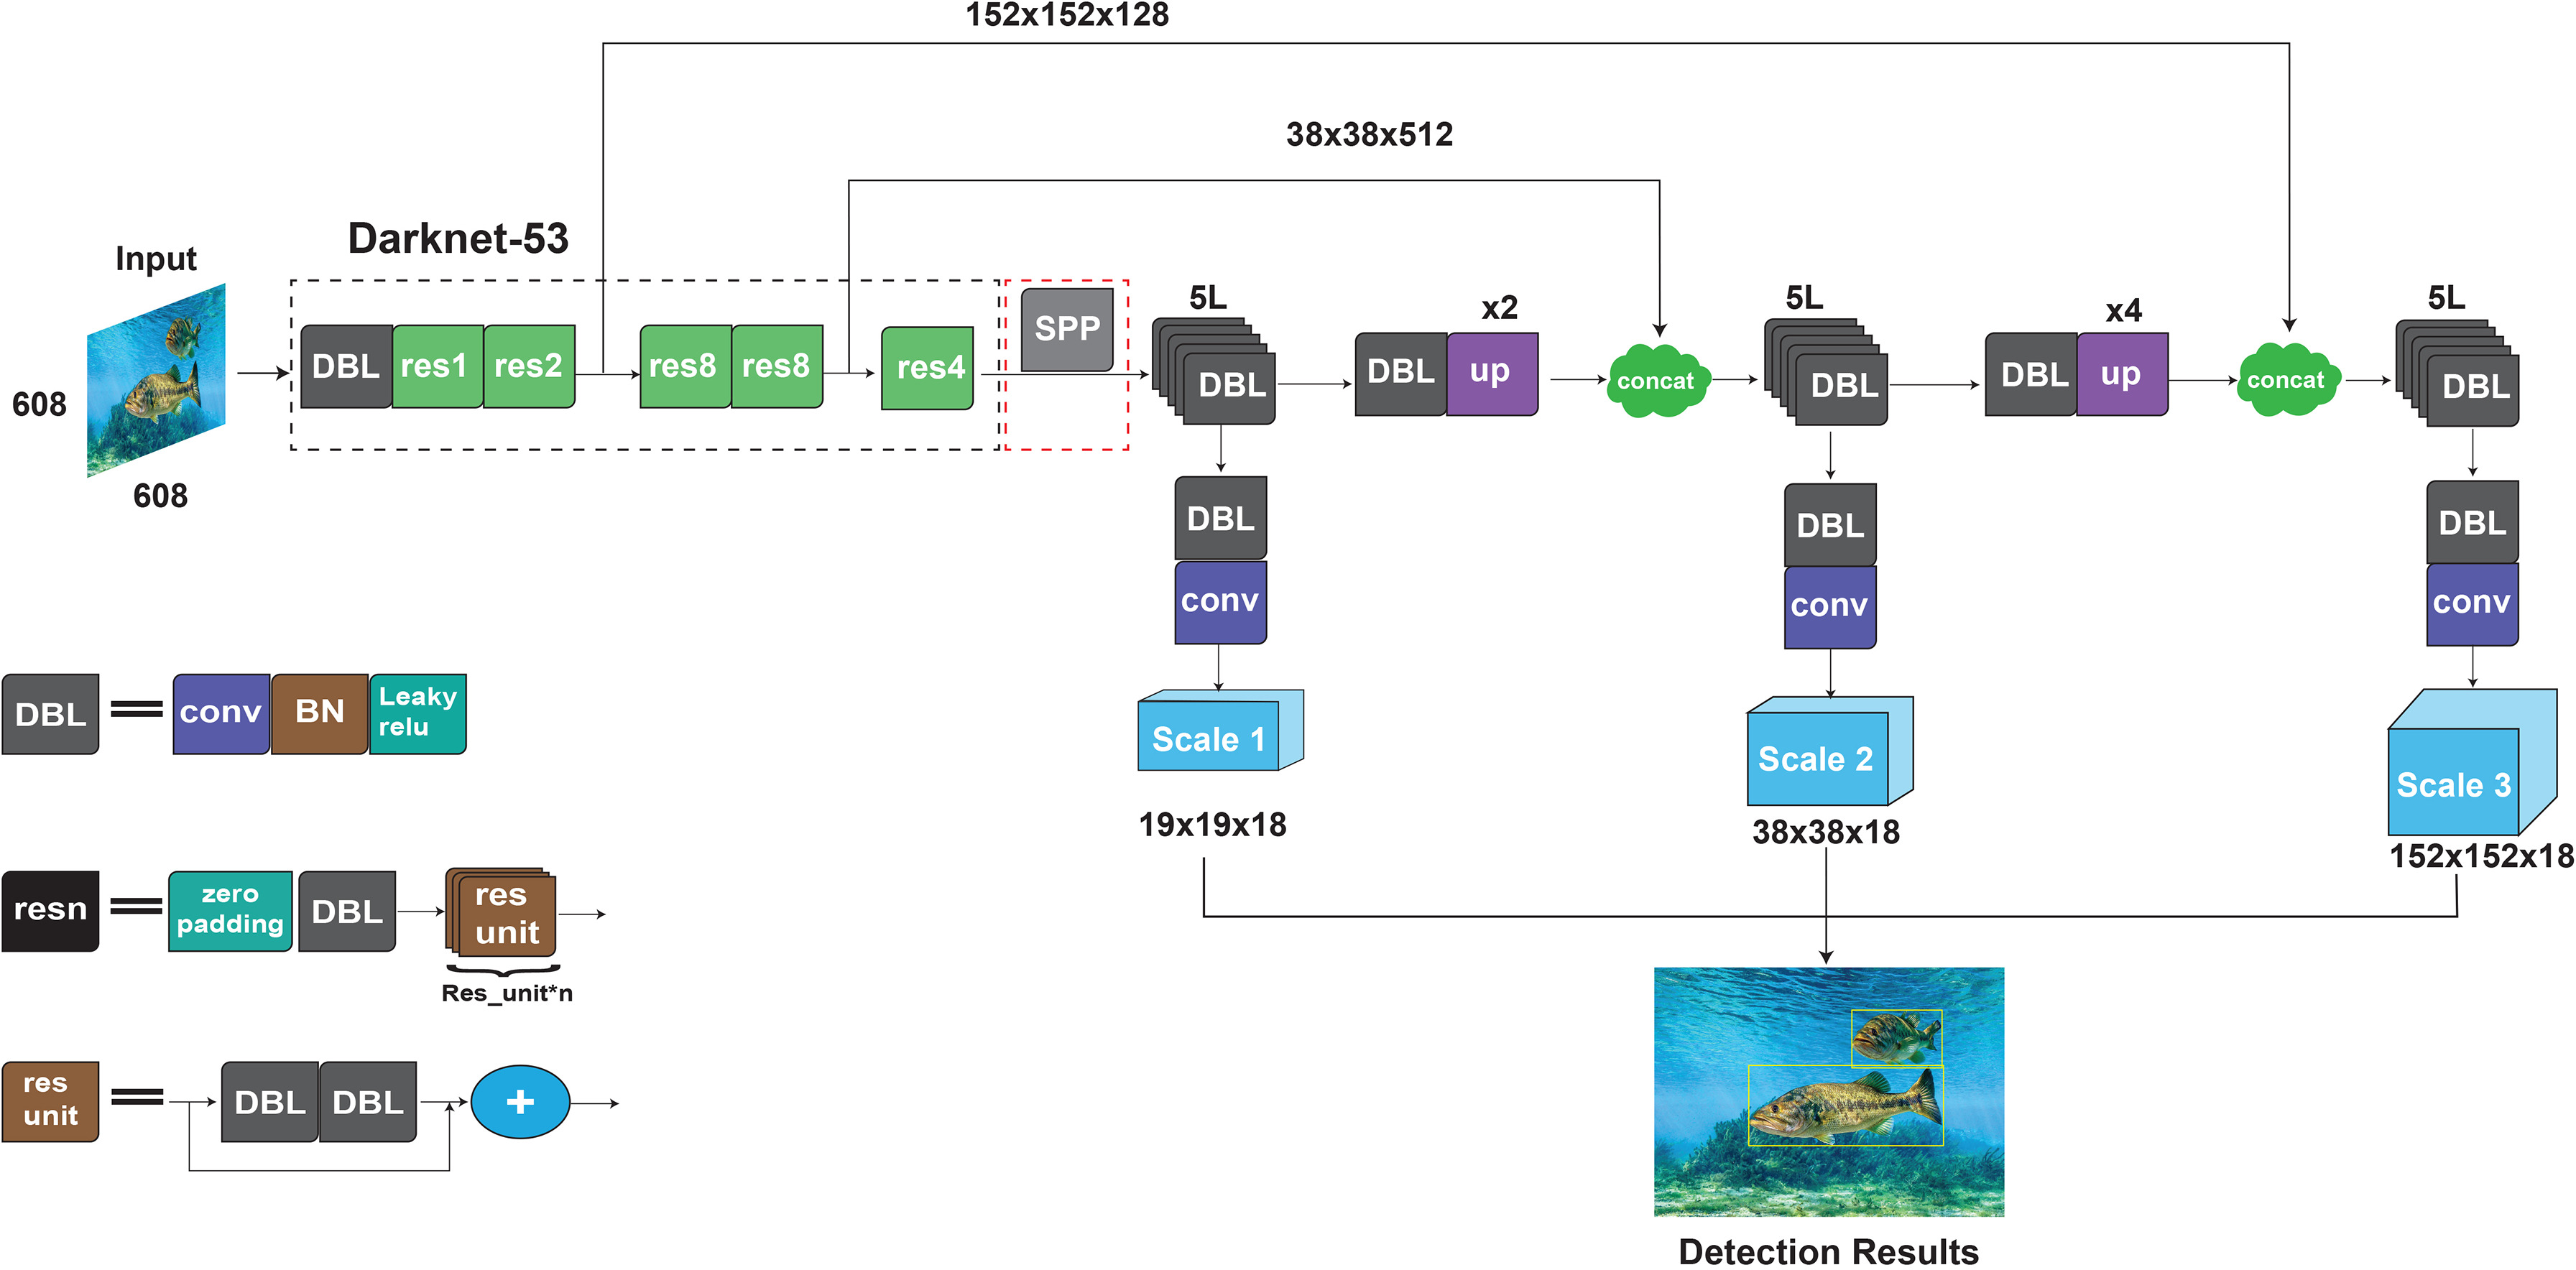 152x152x128
38x38x512
Darknet-53
Input
608
608
DBL res1 res2
res8 res8
res4
SPP
5L
DBL
x2
DBL up
concat
5L
DBL
x4
DBL up
concat
5L
DBL
DBL
conv
Scale 1
19x19x18
DBL
conv
Scale 2
38x38x18
DBL
conv
Scale 3
152x152x18
DBL conv BN Leaky
relu
resn zero
padding DBL res
unit
Res_unit*n
res
unit DBL DBL +
Detection Results